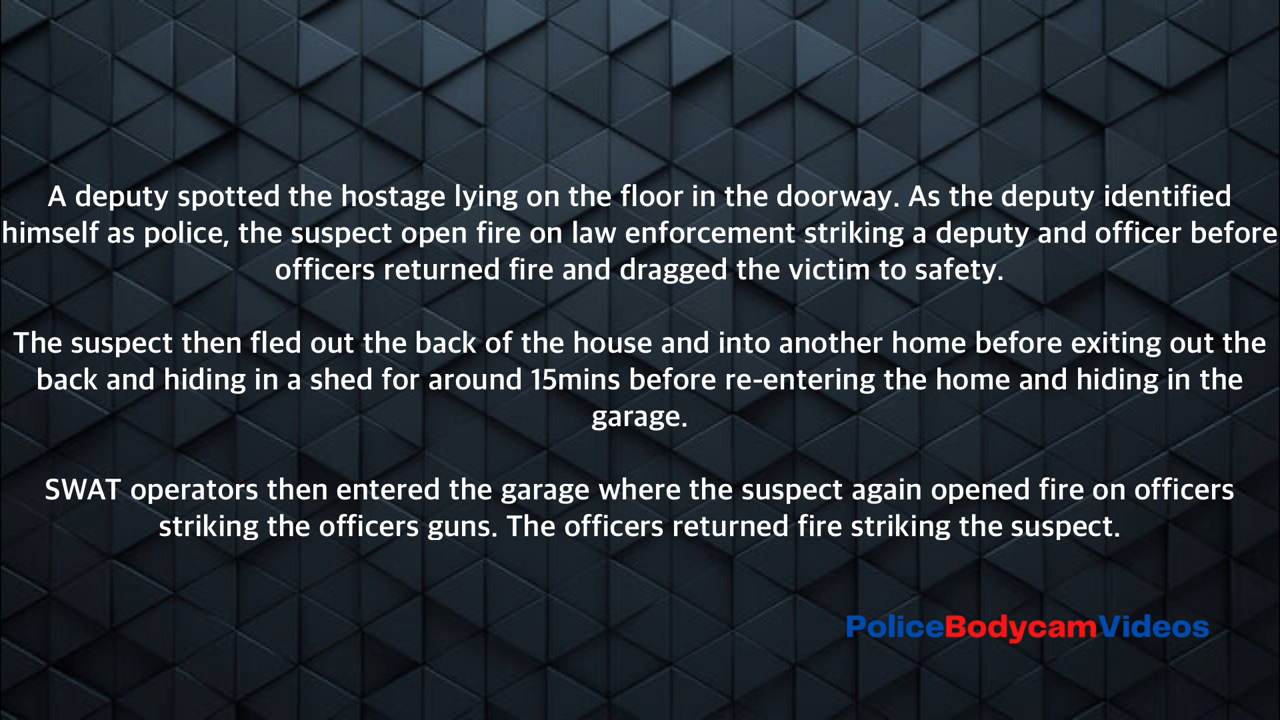 A deputy spotted the hostage lying on the floor in the doorway. As the deputy identified
himself as police, the suspect open fire on law enforcement striking a deputy and officer before
officers returned fire and dragged the victim to safety.
The suspect then fled out the back of the house and into another home before exiting out the
back and hiding in a shed for around 15mins before re-entering the home and hiding in the
garage.
SWAT operators then entered the garage where the suspect again opened fire on officers
striking the officers guns. The officers returned fire striking the suspect.
PoliceBodycamVideos